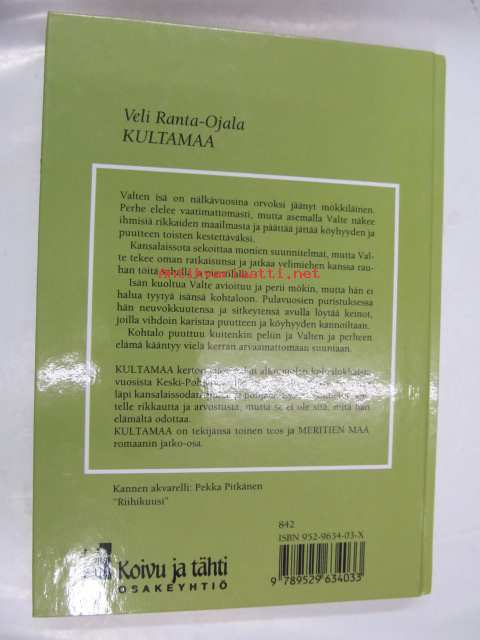 Veli Ranta-Ojala
KULTAMAA
Valten isä on nälkävuosina orvoksi jäänyt mökkiläinen.
Perhe elelee vaatimattomasti, mutta asemalla Valte näkee
ihmisiä rikkaiden maailmasta ja päättää jättää köyhyyden ja
puutteen toisten kestettäväksi.
Kansalaissota sekoittaa monien suunnitelmat, mutta Val-
te tekee oman ratkaisunsa ja jatkaa velimiehen kanssa rau-
han töitä
Isän kuoltua Valte avioituu ja perii mökin, mutta hän ei
halua tyytyä isänsä kohtaloon. Pulavuosien puristuksessa
hän neuvokkuutensa ja sitkeytensä avulla löytää keinot,
joilla vihdoin karistaa puutteen ja köyhyyden kannoiltaan.
Kohtalo puuttuu kuitenkin peliin ja Valten ja perheen
elämä kääntyy vielä kerran arvaamattomaan suuntaan.
KULTAMAA
vuosista
läpi kansalaissodan
telle rikkautta ja arvostusta, mutta se ei ole sitä, mitä hän
elämältä odottaa.
KULTAMAA on tekijänsä toinen teos ja MERITIEN MAA
romaanin jatko-osa.
Kannen akvarelli: Pekka Pitkänen
"Riihikuusi"
842
ISBN 952-9634-03-X
9 789529 634033
Koivu ja tähti
OSAKEYHTIÖ